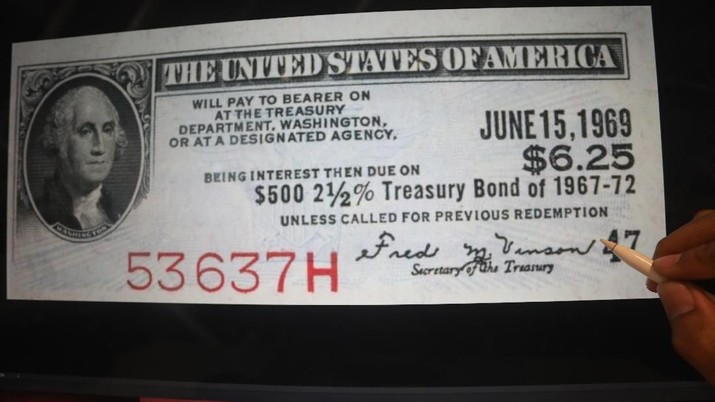 THE UNITED STATES OF AMERICA
WILL PAY TO BEARER ON
AT THE TREASURY
DEPARTMENT, WASHINGTON,
OR AT A DESIGNATED AGENCY,
JUNE 15, 1969
$6.25
BEING INTEREST THEN DUE ON
$500 2½% Treasury Bond of 1967-72
UNLESS CALLED FOR PREVIOUS REDEMPTION
WASHINGTON
53637H
Fred M. Vinson
47
Secretary of the Treasury